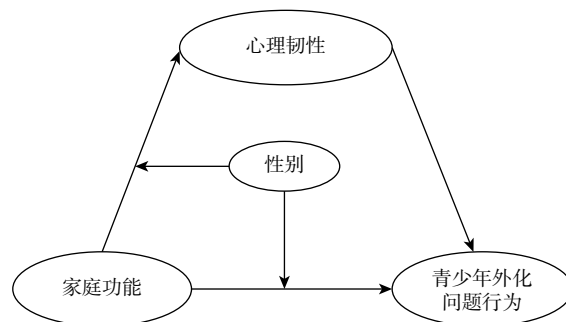 心理韧性
性别
家庭功能
青少年外化
问题行为